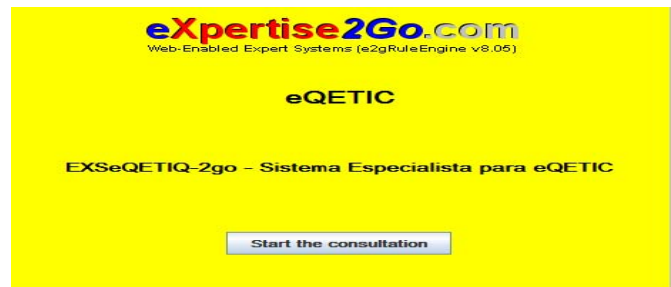 eXpertise2Go.com
Web-Enabled Expert Systems (e2gRuleEngine v8.05)
eQETIC
EXSeQETIQ-2go - Sistema Especialista para eQETIC
Start the consultation